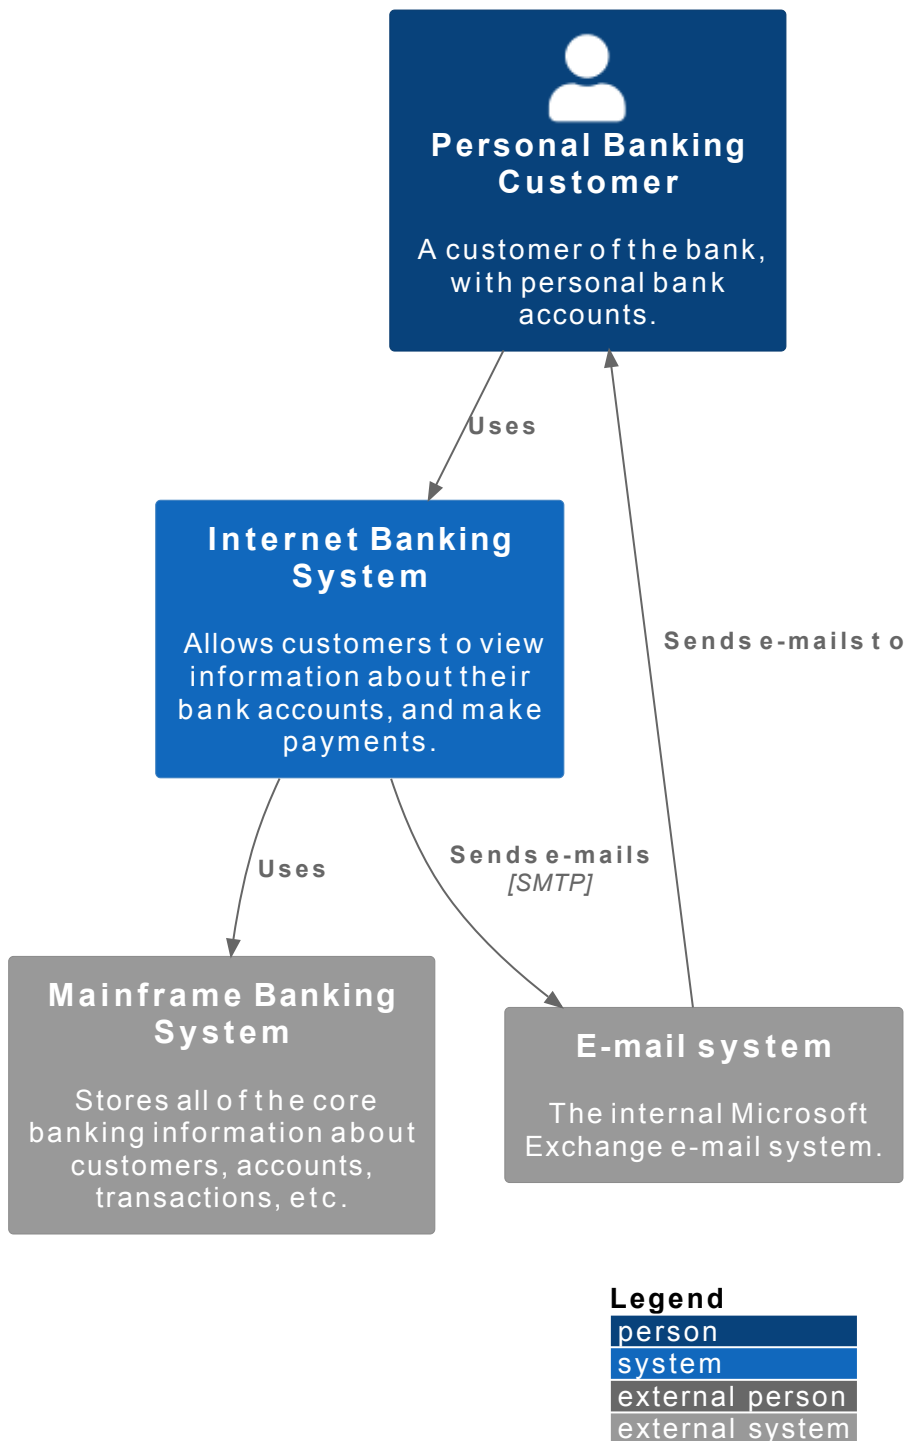 Personal Banking
Customer
A customer of the bank,
with personal bank
accounts.
Uses
Internet Banking
System
Allows customers to view
information about their
bank accounts, and make
payments.
Sends e-mails to
Uses
Sends e-mails
[SMTP]
Mainframe Banking
System
Stores all of the core
banking information about
customers, accounts,
transactions, etc.
E-mail system
The internal Microsoft
Exchange e-mail system.
Legend
person
system
external person
external system